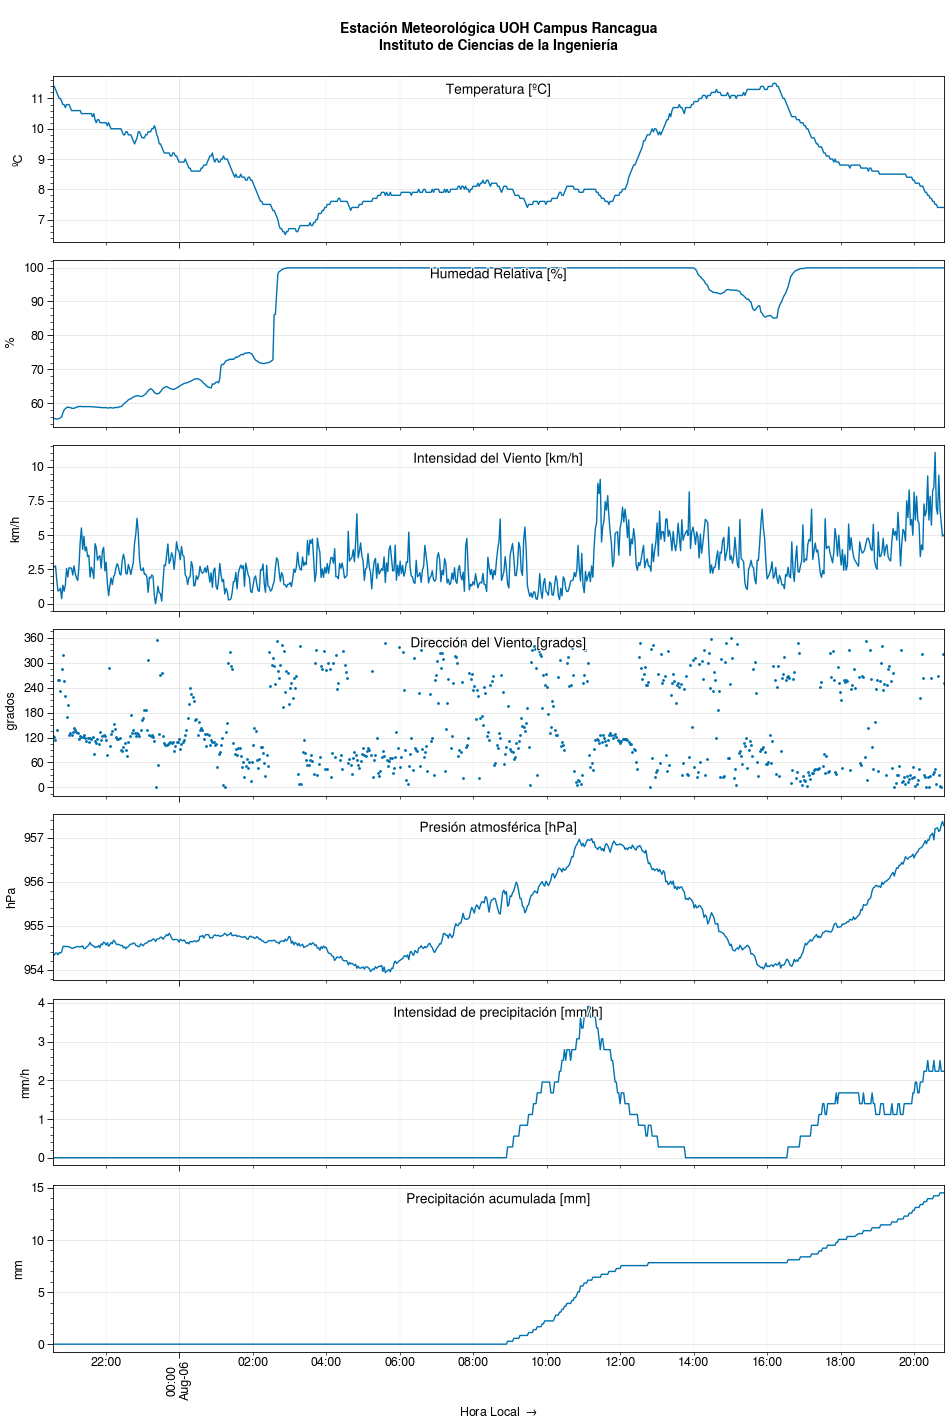 Estación Meteorológica UOH Campus Rancagua
Instituto de Ciencias de la Ingeniería
Temperatura [ºC]
ºC
11
10
9
8
7
Humedad Relativa [%]
%
100
90
80
70
60
Intensidad del Viento [km/h]
km/h
10
7.5
5
2.5
0
Dirección del Viento [grados]
grados
360
300
240
180
120
60
0
Presión atmosférica [hPa]
hPa
957
956
955
954
Intensidad de precipitación [mm/h]
mm/h
4
3
2
1
0
Precipitación acumulada [mm]
mm
15
10
5
0
22:00
00:00
Aug-06
02:00
04:00
06:00
08:00
10:00
12:00
14:00
16:00
18:00
20:00
Hora Local →